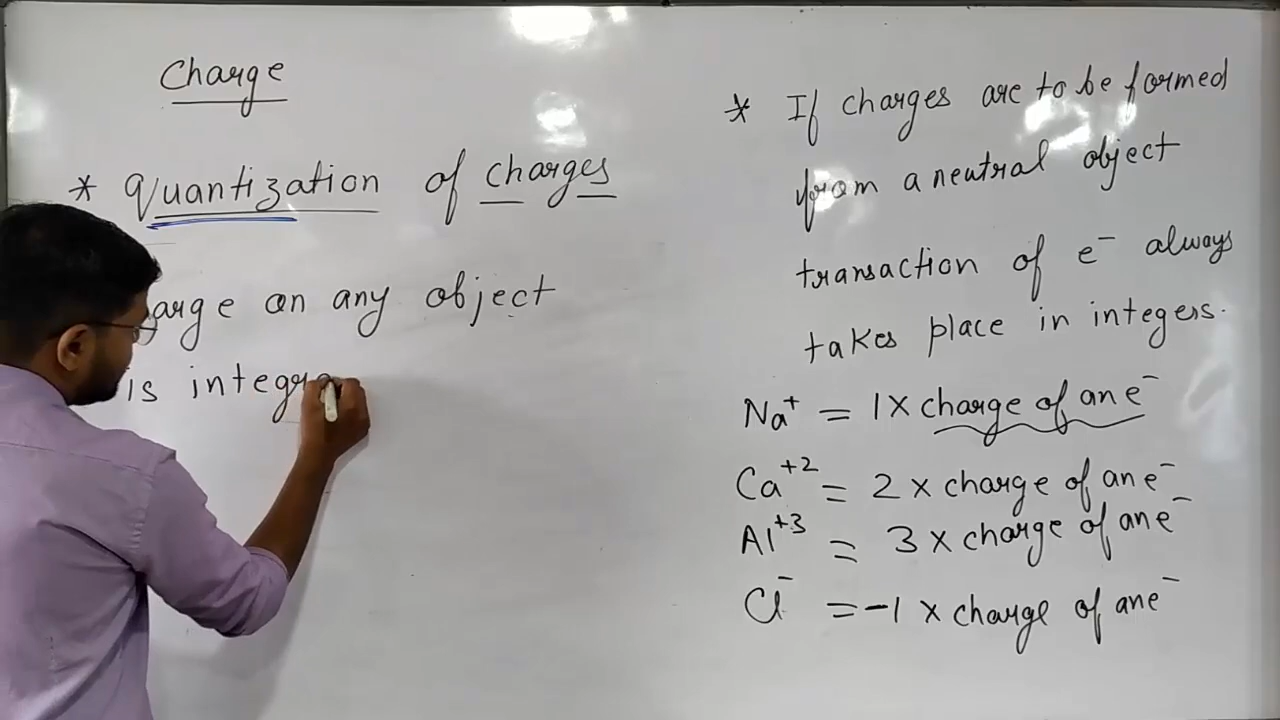 Charge
* Quantization of charges
arge on any object
is integra
* If charges are to be formed
from a neutral object
transaction of e⁻ always
takes place in integers.
Na⁺ = 1 x charge of an e⁻
Ca⁺² = 2 x charge of an e⁻
Al⁺³ = 3 x charge of an e⁻
Cl⁻ = -1 x charge of an e⁻